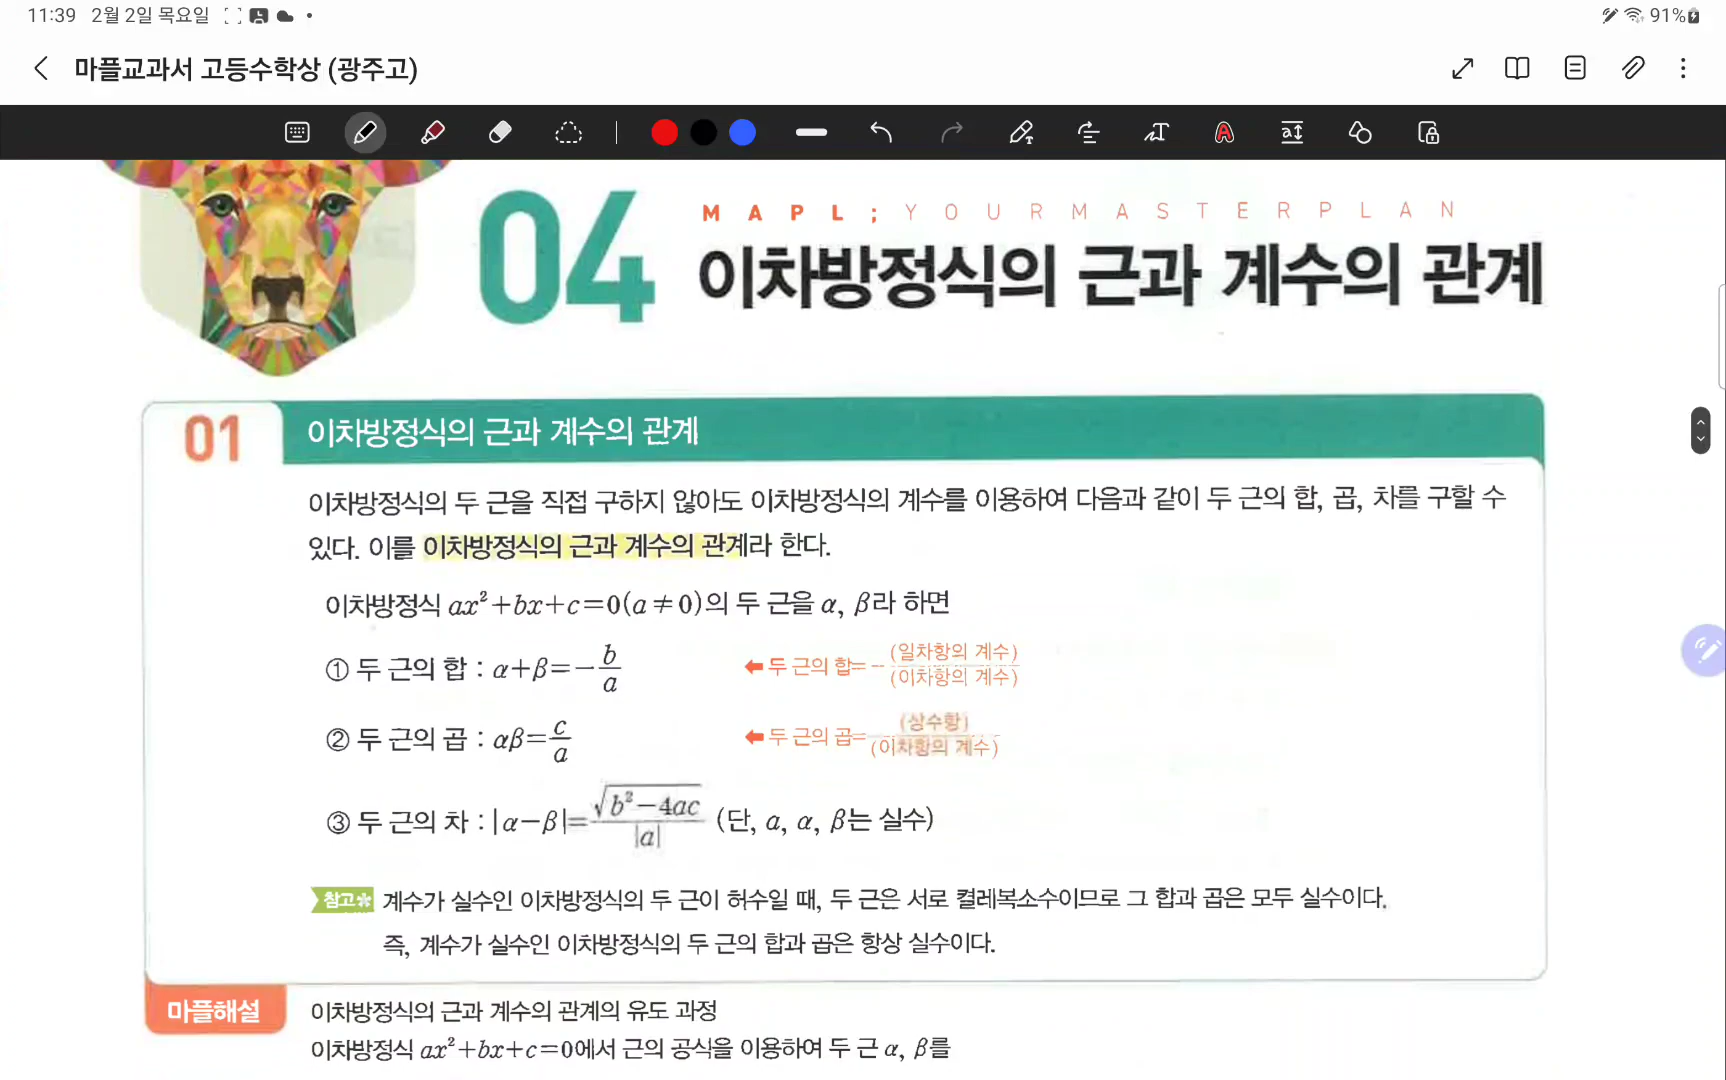 11:39 2월 2일 목요일
91%
마플교과서 고등수학상 (광주고)
04
MAPL; YOURMASTERPLAN
이차방정식의 근과 계수의 관계
01 이차방정식의 근과 계수의 관계
이차방정식의 두 근을 직접 구하지 않아도 이차방정식의 계수를 이용하여 다음과 같이 두 근의 합, 곱, 차를 구할 수
있다. 이를 이차방정식의 근과 계수의 관계라 한다.
이차방정식 ax²+bx+c=0(a≠0)의 두 근을 α, β라 하면
① 두 근의 합 : α+β=-b/a ⬅ 두 근의 합=-(일차항의 계수)/(이차항의 계수)
② 두 근의 곱 : αβ=c/a ⬅ 두 근의 곱=(상수항)/(이차항의 계수)
③ 두 근의 차 : |α-β|=√(b²-4ac)/|a| (단, a, α, β는 실수)
참고* 계수가 실수인 이차방정식의 두 근이 허수일 때, 두 근은 서로 켤레복소수이므로 그 합과 곱은 모두 실수이다.
즉, 계수가 실수인 이차방정식의 두 근의 합과 곱은 항상 실수이다.
마플해설 이차방정식의 근과 계수의 관계의 유도 과정
이차방정식 ax²+bx+c=0에서 근의 공식을 이용하여 두 근 α, β를